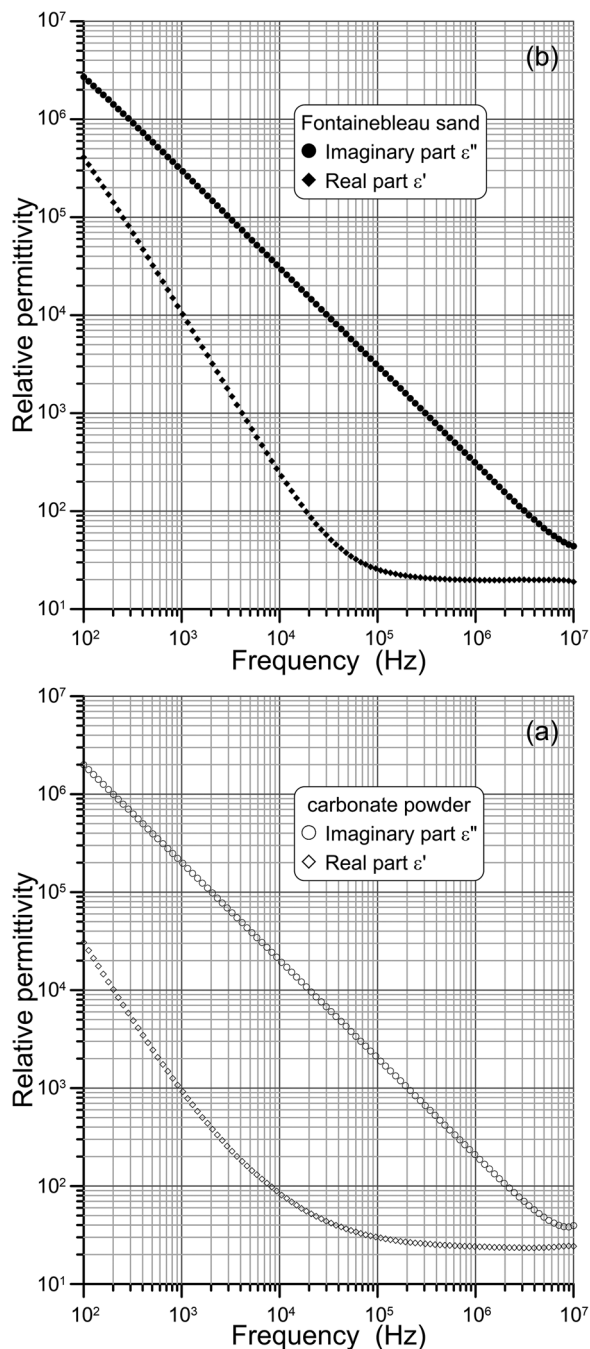 10⁷
(b)
10⁶
10⁵
10⁴
10³
10²
10¹
Relative permittivity
Fontainebleau sand
Imaginary part ε"
Real part ε'
10² 10³ 10⁴ 10⁵ 10⁶ 10⁷
Frequency (Hz)
10⁷
(a)
10⁶
10⁵
10⁴
10³
10²
10¹
Relative permittivity
carbonate powder
Imaginary part ε"
Real part ε'
10² 10³ 10⁴ 10⁵ 10⁶ 10⁷
Frequency (Hz)